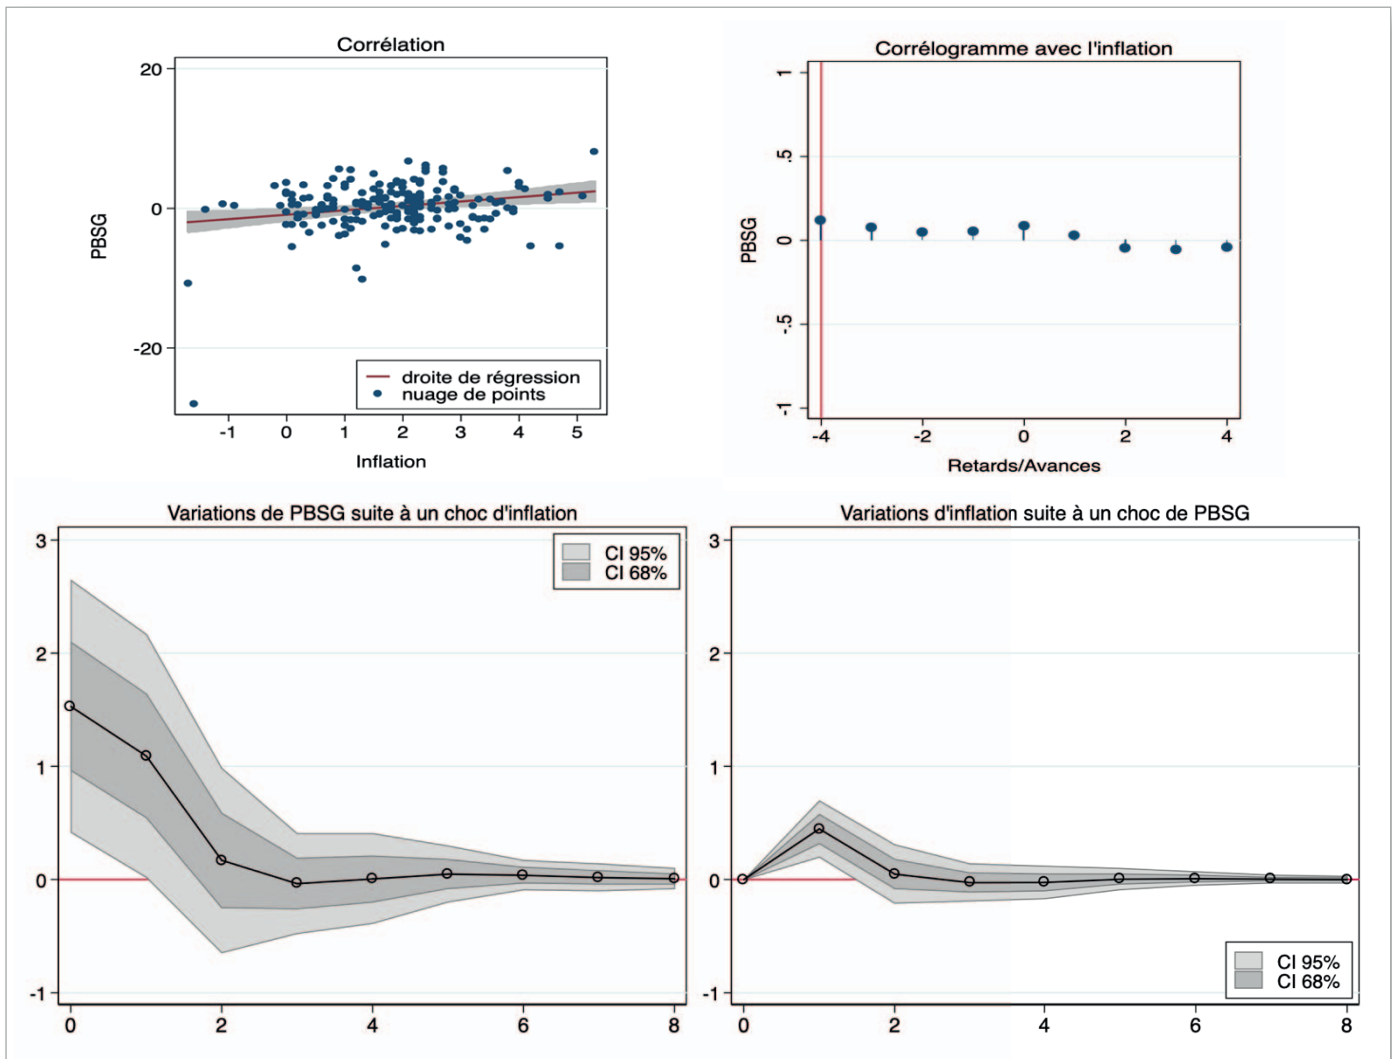 Corrélation
20
0
-20
PBSG
droite de régression
nuage de points
-1 0 1 2 3 4 5
Inflation
Corrélogramme avec l'inflation
1
.5
0
-.5
-1
PBSG
-4 -2 0 2 4
Retards/Avances
Variations de PBSG suite à un choc d'inflation
3
2
1
0
-1
CI 95%
CI 68%
0 2 4 6 8
Variations d'inflation suite à un choc de PBSG
3
2
1
0
-1
CI 95%
CI 68%
0 2 4 6 8